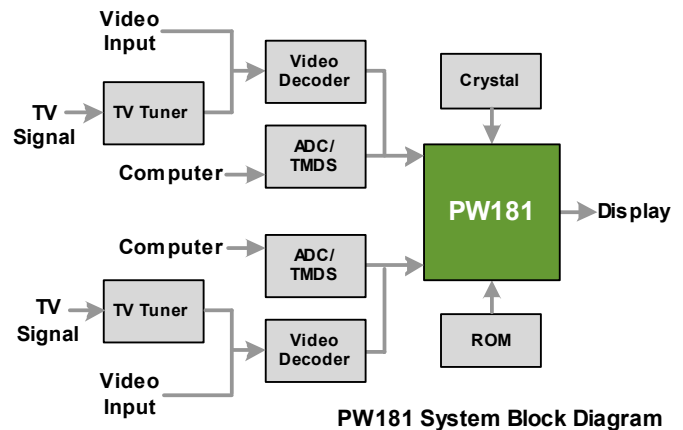 Video
Input
Video
Decoder
Crystal
TV
Signal
TV Tuner
ADC/
TMDS
Computer
PW181
Display
Computer
ADC/
TMDS
TV
Signal
TV Tuner
Video
Decoder
ROM
Video
Input
PW181 System Block Diagram